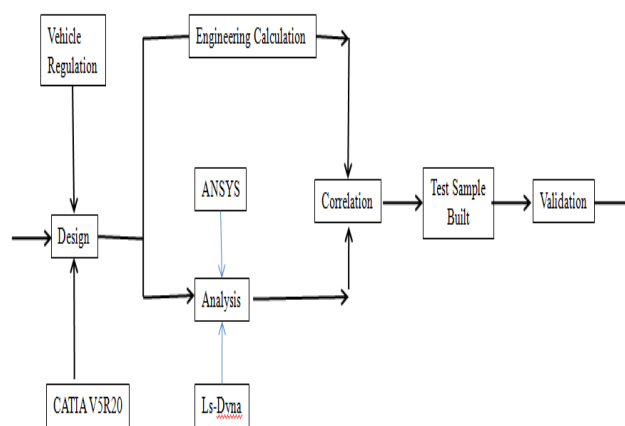 Vehicle
Regulation
Engineering Calculation
ANSYS
Design
Analysis
Correlation
Test Sample
Built
Validation
CATIA V5R20
Ls-Dyna